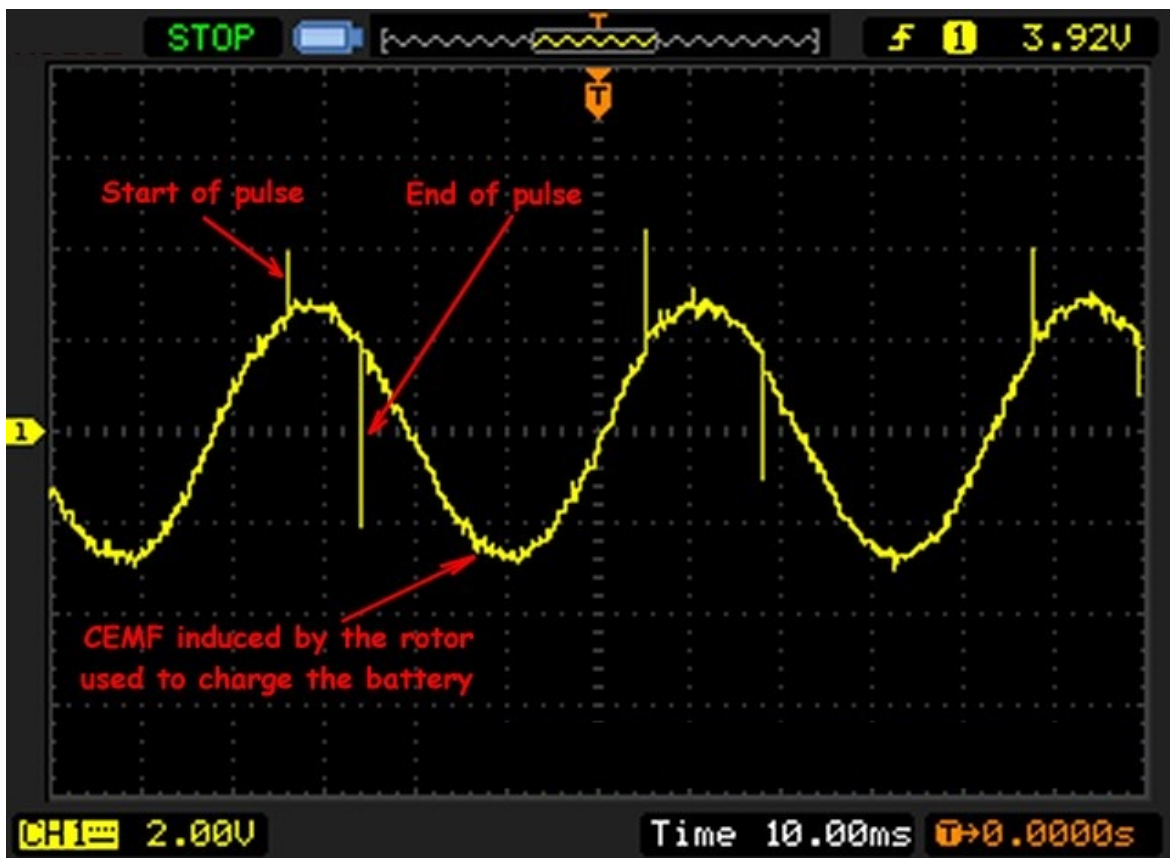 STOP
T
1 3.92V
T
Start of pulse
End of pulse
1
CEMF induced by the rotor
used to charge the battery
CH1 2.00V
Time 10.00ms
T→0.0000s